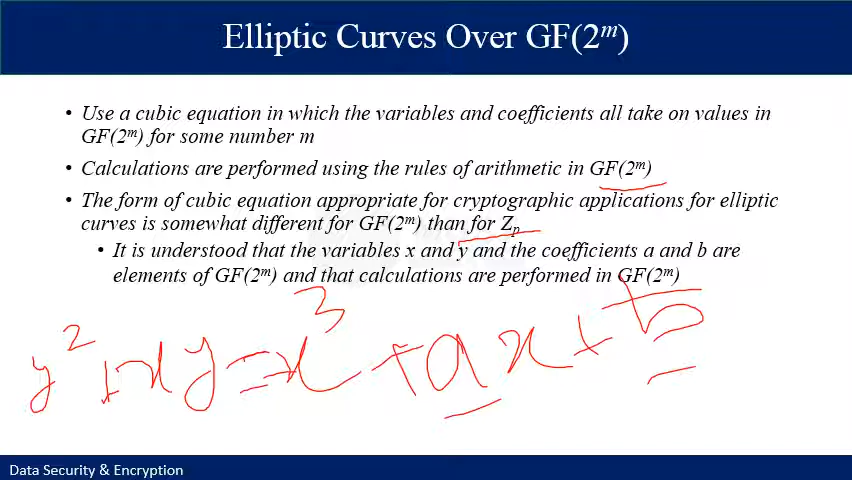 Elliptic Curves Over GF(2ᵐ)
• Use a cubic equation in which the variables and coefficients all take on values in
GF(2ᵐ) for some number m
• Calculations are performed using the rules of arithmetic in GF(2ᵐ)
• The form of cubic equation appropriate for cryptographic applications for elliptic
curves is somewhat different for GF(2ᵐ) than for Zₚ
• It is understood that the variables x and y and the coefficients a and b are
elements of GF(2ᵐ) and that calculations are performed in GF(2ᵐ)
y² + xy = x³ + ax + b
Data Security & Encryption